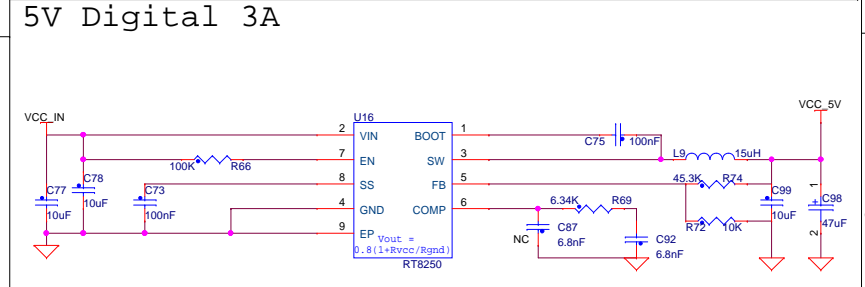 5V Digital 3A
VCC_IN
VCC_5V
U16
2 VIN BOOT 1
C75 100nF
7 EN SW 3
L9 15uH
100K R66
8 SS FB 5
45.3K R74
C78
10uF
C77
10uF
C73
100nF
4 GND COMP 6
6.34K R69
C99
10uF
1
+ C98
47uF
2
R72 10K
9 EP
Vout =
0.8(1+Rvcc/Rgnd)
RT8250
NC
C87
6.8nF
C92
6.8nF